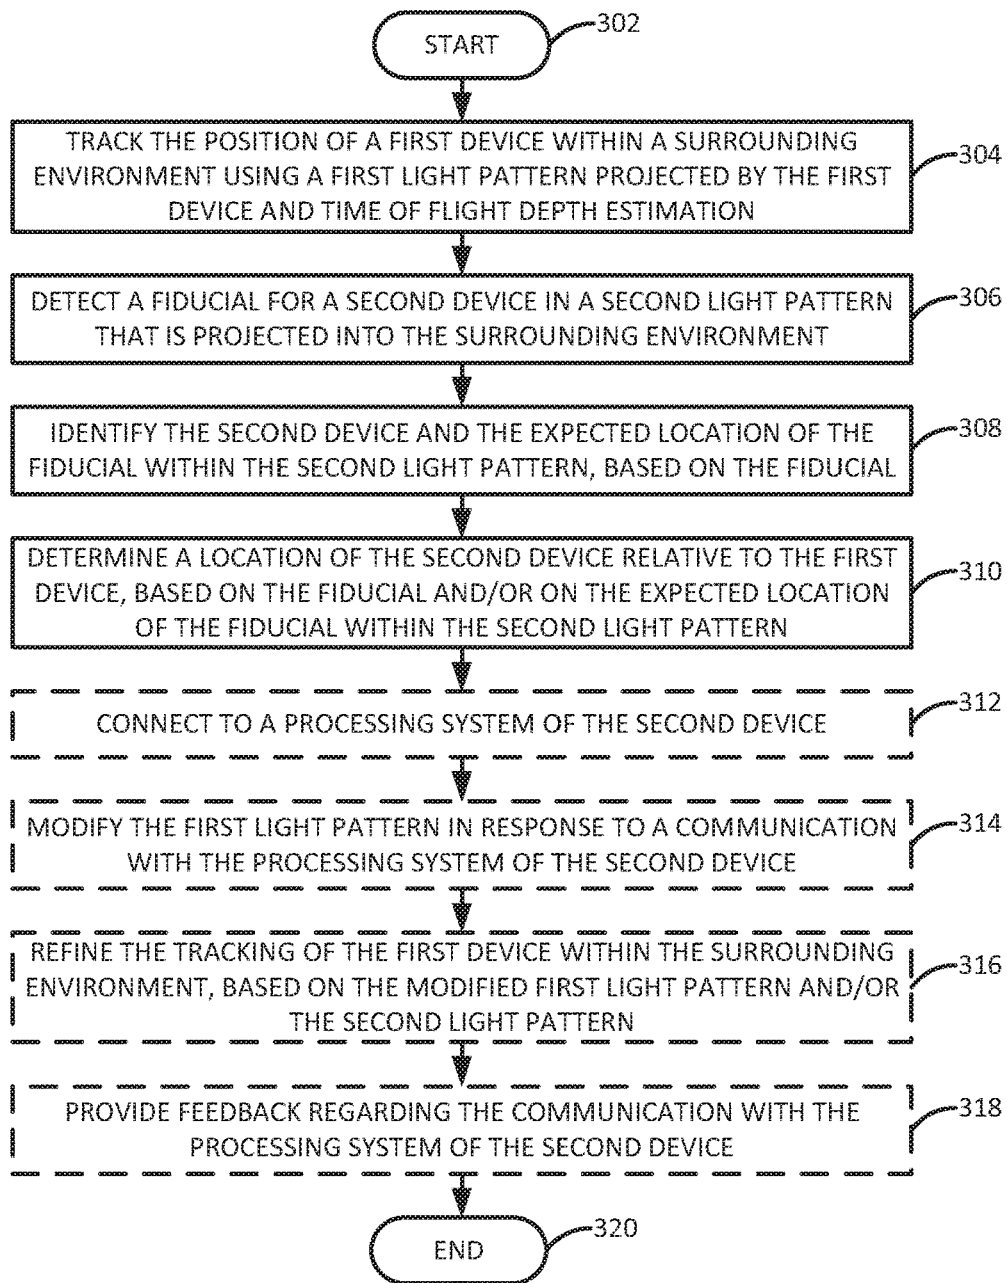 START
302
TRACK THE POSITION OF A FIRST DEVICE WITHIN A SURROUNDING
ENVIRONMENT USING A FIRST LIGHT PATTERN PROJECTED BY THE FIRST
DEVICE AND TIME OF FLIGHT DEPTH ESTIMATION
304
DETECT A FIDUCIAL FOR A SECOND DEVICE IN A SECOND LIGHT PATTERN
THAT IS PROJECTED INTO THE SURROUNDING ENVIRONMENT
306
IDENTIFY THE SECOND DEVICE AND THE EXPECTED LOCATION OF THE
FIDUCIAL WITHIN THE SECOND LIGHT PATTERN, BASED ON THE FIDUCIAL
308
DETERMINE A LOCATION OF THE SECOND DEVICE RELATIVE TO THE FIRST
DEVICE, BASED ON THE FIDUCIAL AND/OR ON THE EXPECTED LOCATION
OF THE FIDUCIAL WITHIN THE SECOND LIGHT PATTERN
310
CONNECT TO A PROCESSING SYSTEM OF THE SECOND DEVICE
312
MODIFY THE FIRST LIGHT PATTERN IN RESPONSE TO A COMMUNICATION
WITH THE PROCESSING SYSTEM OF THE SECOND DEVICE
314
REFINE THE TRACKING OF THE FIRST DEVICE WITHIN THE SURROUNDING
ENVIRONMENT, BASED ON THE MODIFIED FIRST LIGHT PATTERN AND/OR
THE SECOND LIGHT PATTERN
316
PROVIDE FEEDBACK REGARDING THE COMMUNICATION WITH THE
PROCESSING SYSTEM OF THE SECOND DEVICE
318
END
320